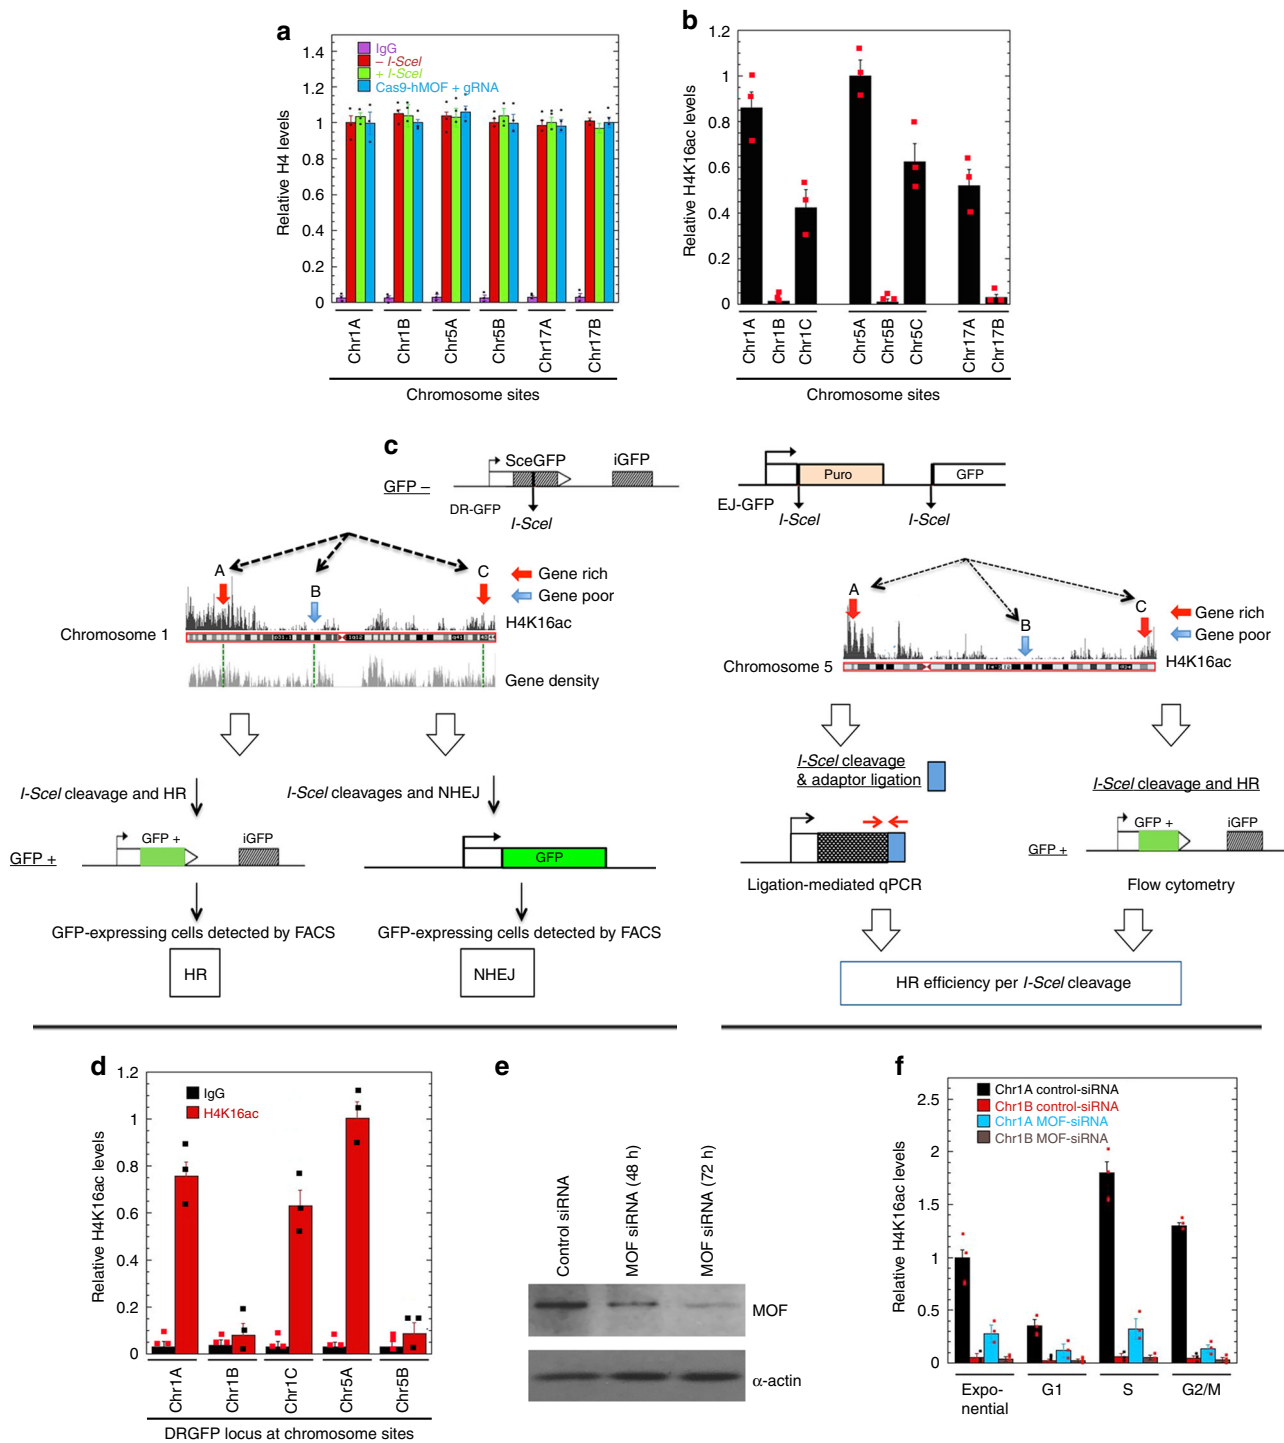 a
1.4
1.2
1
0.8
0.6
0.4
0.2
0
Relative H4 levels
IgG
– I-SceI
+ I-SceI
Cas9-hMOF + gRNA
Chr1A
Chr1B
Chr5A
Chr5B
Chr17A
Chr17B
Chromosome sites
b
1.2
1
0.8
0.6
0.4
0.2
0
Relative H4K16ac levels
Chr1A
Chr1B
Chr1C
Chr5A
Chr5B
Chr5C
Chr17A
Chr17B
Chromosome sites
c
GFP –
SceGFP
iGFP
DR-GFP
I-SceI
Puro
GFP
EJ-GFP
I-SceI
I-SceI
A
B
C
Gene rich
Gene poor
H4K16ac
Chromosome 1
Gene density
A
B
C
Gene rich
Gene poor
H4K16ac
Chromosome 5
I-SceI cleavage and HR
I-SceI cleavages and NHEJ
GFP +
GFP +
iGFP
GFP
GFP-expressing cells detected by FACS
GFP-expressing cells detected by FACS
HR
NHEJ
I-SceI cleavage
& adaptor ligation
Ligation-mediated qPCR
I-SceI cleavage and HR
GFP +
GFP +
iGFP
Flow cytometry
HR efficiency per I-SceI cleavage
d
1.2
1
0.8
0.6
0.4
0.2
0
Relative H4K16ac levels
IgG
H4K16ac
Chr1A
Chr1B
Chr1C
Chr5A
Chr5B
DRGFP locus at chromosome sites
e
Control siRNA
MOF siRNA (48 h)
MOF siRNA (72 h)
MOF
α-actin
f
2.5
2
1.5
1
0.5
0
Relative H4K16ac levels
Chr1A control-siRNA
Chr1B control-siRNA
Chr1A MOF-siRNA
Chr1B MOF-siRNA
Expo-
nential
G1
S
G2/M